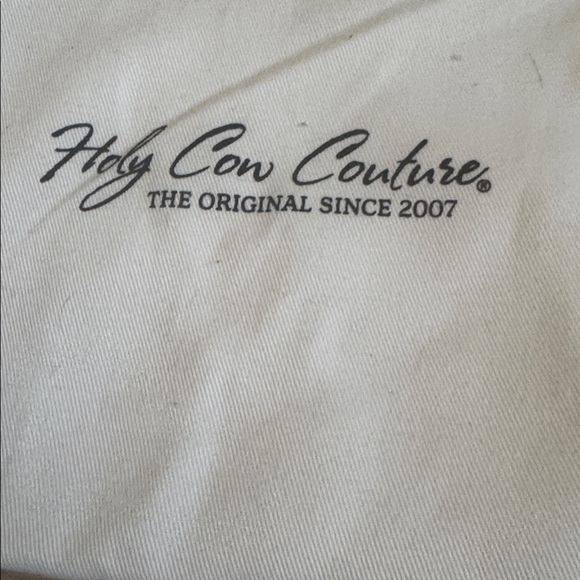 Holy Cow Couture®
THE ORIGINAL SINCE 2007